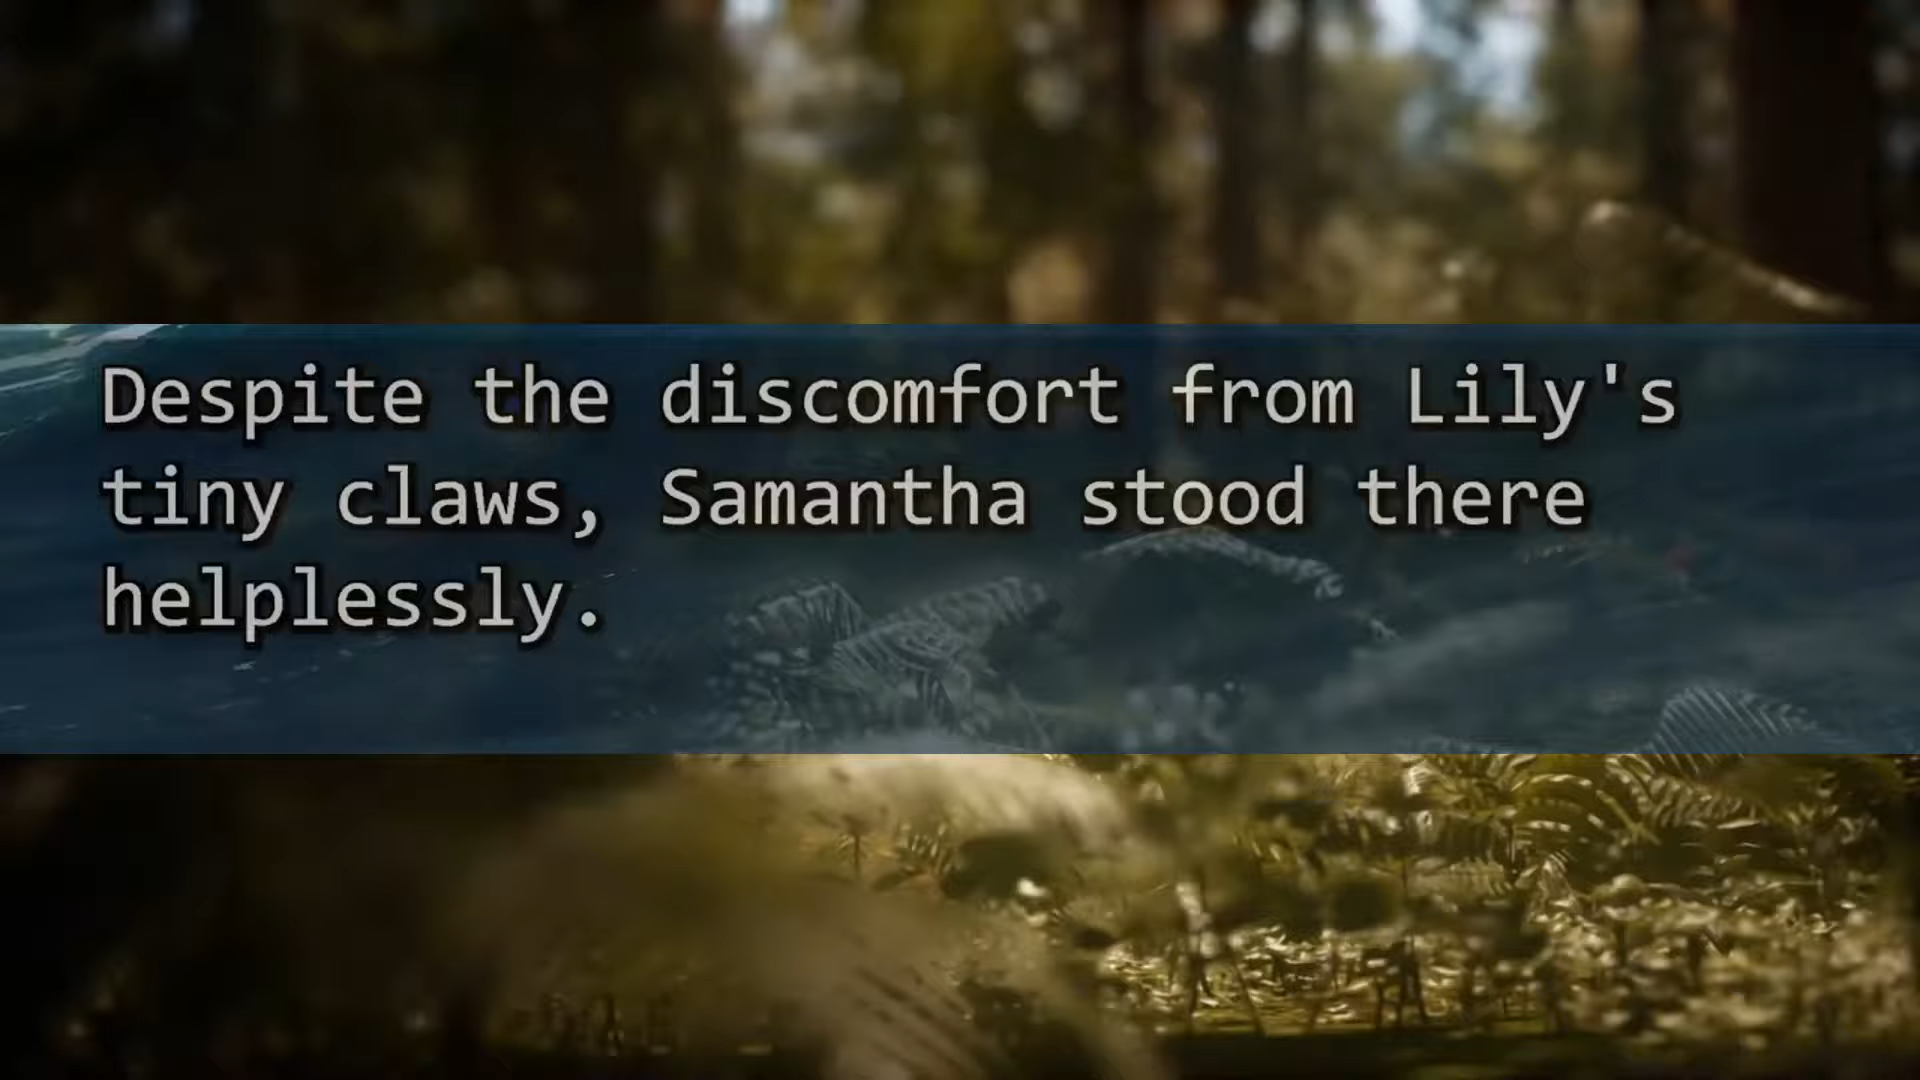 Despite the discomfort from Lily's
tiny claws, Samantha stood there
helplessly.